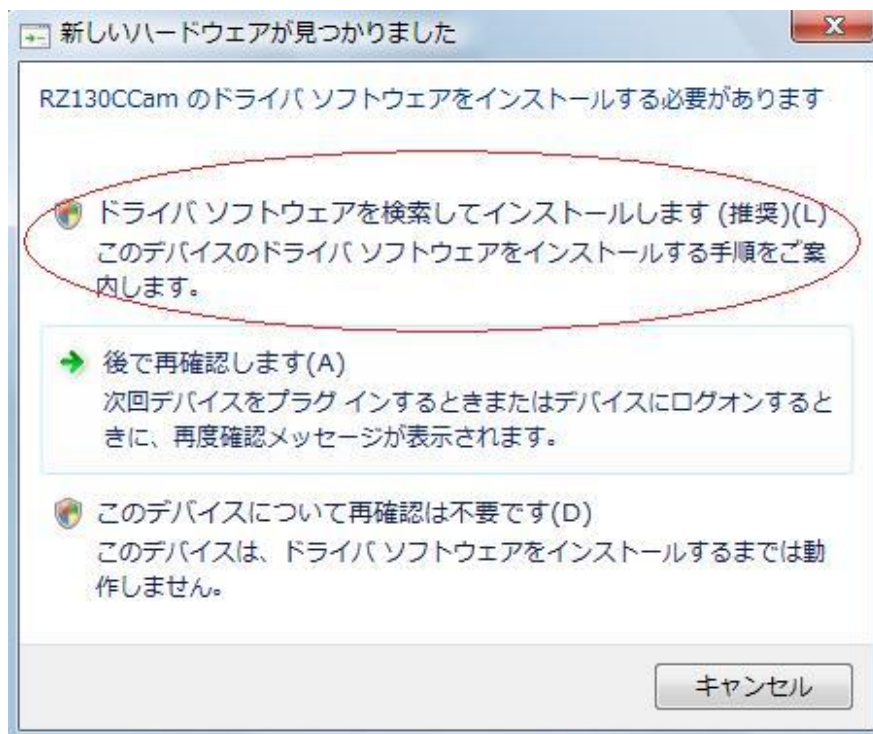 新しいハードウェアが見つかりました
RZ130CCam のドライバ ソフトウェアをインストールする必要があります
ドライバ ソフトウェアを検索してインストールします (推奨)(L)
このデバイスのドライバ ソフトウェアをインストールする手順をご案
内します。
後で再確認します(A)
次回デバイスをプラグ インするときまたはデバイスにログオンすると
きに、再度確認メッセージが表示されます。
このデバイスについて再確認は不要です(D)
このデバイスは、ドライバ ソフトウェアをインストールするまでは動
作しません。
キャンセル